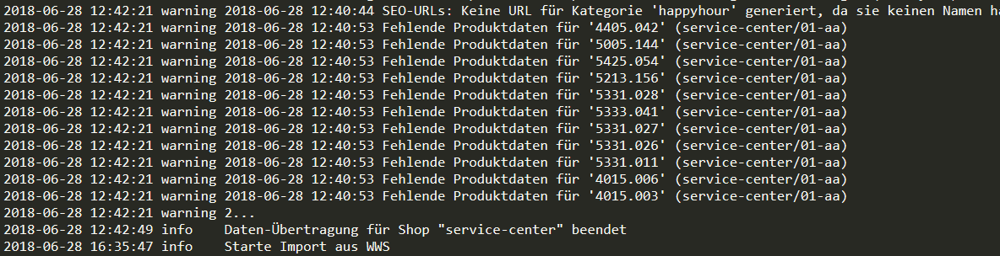 2018-06-28 12:42:21 warning 2018-06-28 12:40:44 SEO-URLs: Keine URL für Kategorie 'happyhour' generiert, da sie keinen Namen
2018-06-28 12:42:21 warning 2018-06-28 12:40:53 Fehlende Produktdaten für '4405.042' (service-center/01-aa)
2018-06-28 12:42:21 warning 2018-06-28 12:40:53 Fehlende Produktdaten für '5005.144' (service-center/01-aa)
2018-06-28 12:42:21 warning 2018-06-28 12:40:53 Fehlende Produktdaten für '5425.054' (service-center/01-aa)
2018-06-28 12:42:21 warning 2018-06-28 12:40:53 Fehlende Produktdaten für '5213.156' (service-center/01-aa)
2018-06-28 12:42:21 warning 2018-06-28 12:40:53 Fehlende Produktdaten für '5331.028' (service-center/01-aa)
2018-06-28 12:42:21 warning 2018-06-28 12:40:53 Fehlende Produktdaten für '5333.041' (service-center/01-aa)
2018-06-28 12:42:21 warning 2018-06-28 12:40:53 Fehlende Produktdaten für '5331.027' (service-center/01-aa)
2018-06-28 12:42:21 warning 2018-06-28 12:40:53 Fehlende Produktdaten für '5331.026' (service-center/01-aa)
2018-06-28 12:42:21 warning 2018-06-28 12:40:53 Fehlende Produktdaten für '5331.011' (service-center/01-aa)
2018-06-28 12:42:21 warning 2018-06-28 12:40:53 Fehlende Produktdaten für '4015.006' (service-center/01-aa)
2018-06-28 12:42:21 warning 2018-06-28 12:40:53 Fehlende Produktdaten für '4015.003' (service-center/01-aa)
2018-06-28 12:42:21 warning 2...
2018-06-28 12:42:49 info Daten-Übertragung für Shop "service-center" beendet
2018-06-28 16:35:47 info Starte Import aus WWS